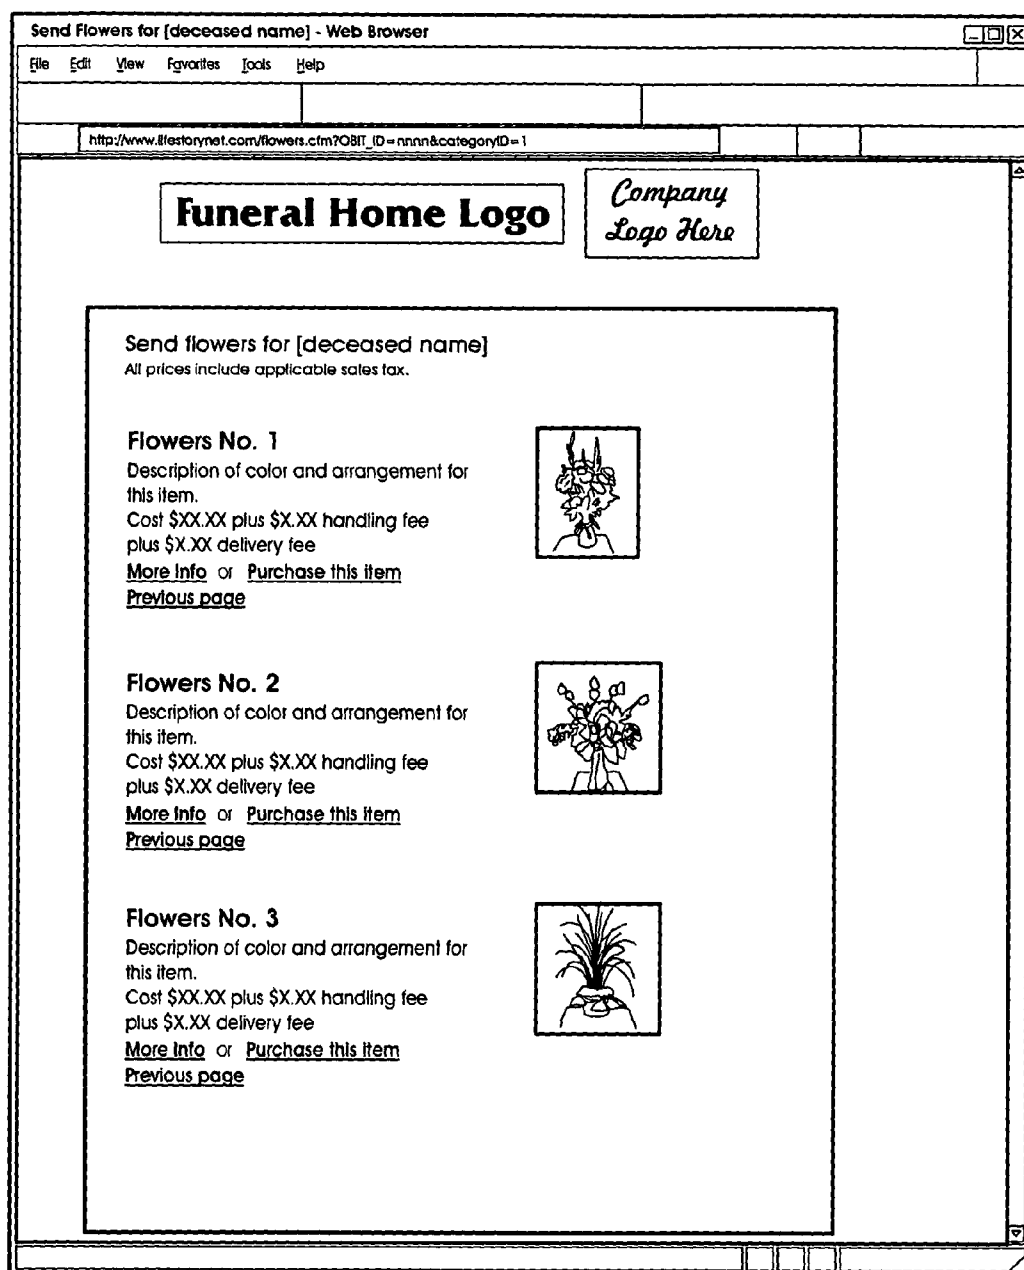 Send Flowers for [deceased name] - Web Browser
File Edit View Favorites Tools Help
http://www.lifestorynet.com/flowers.cfm?OBIT_ID=nnnn&categoryID=1
Funeral Home Logo
Company
Logo Here
Send flowers for [deceased name]
All prices include applicable sales tax.
Flowers No. 1
Description of color and arrangement for
this item.
Cost $XX.XX plus $X.XX handling fee
plus $X.XX delivery fee
More Info or Purchase this item
Previous page
Flowers No. 2
Description of color and arrangement for
this item.
Cost $XX.XX plus $X.XX handling fee
plus $X.XX delivery fee
More Info or Purchase this item
Previous page
Flowers No. 3
Description of color and arrangement for
this item.
Cost $XX.XX plus $X.XX handling fee
plus $X.XX delivery fee
More Info or Purchase this item
Previous page